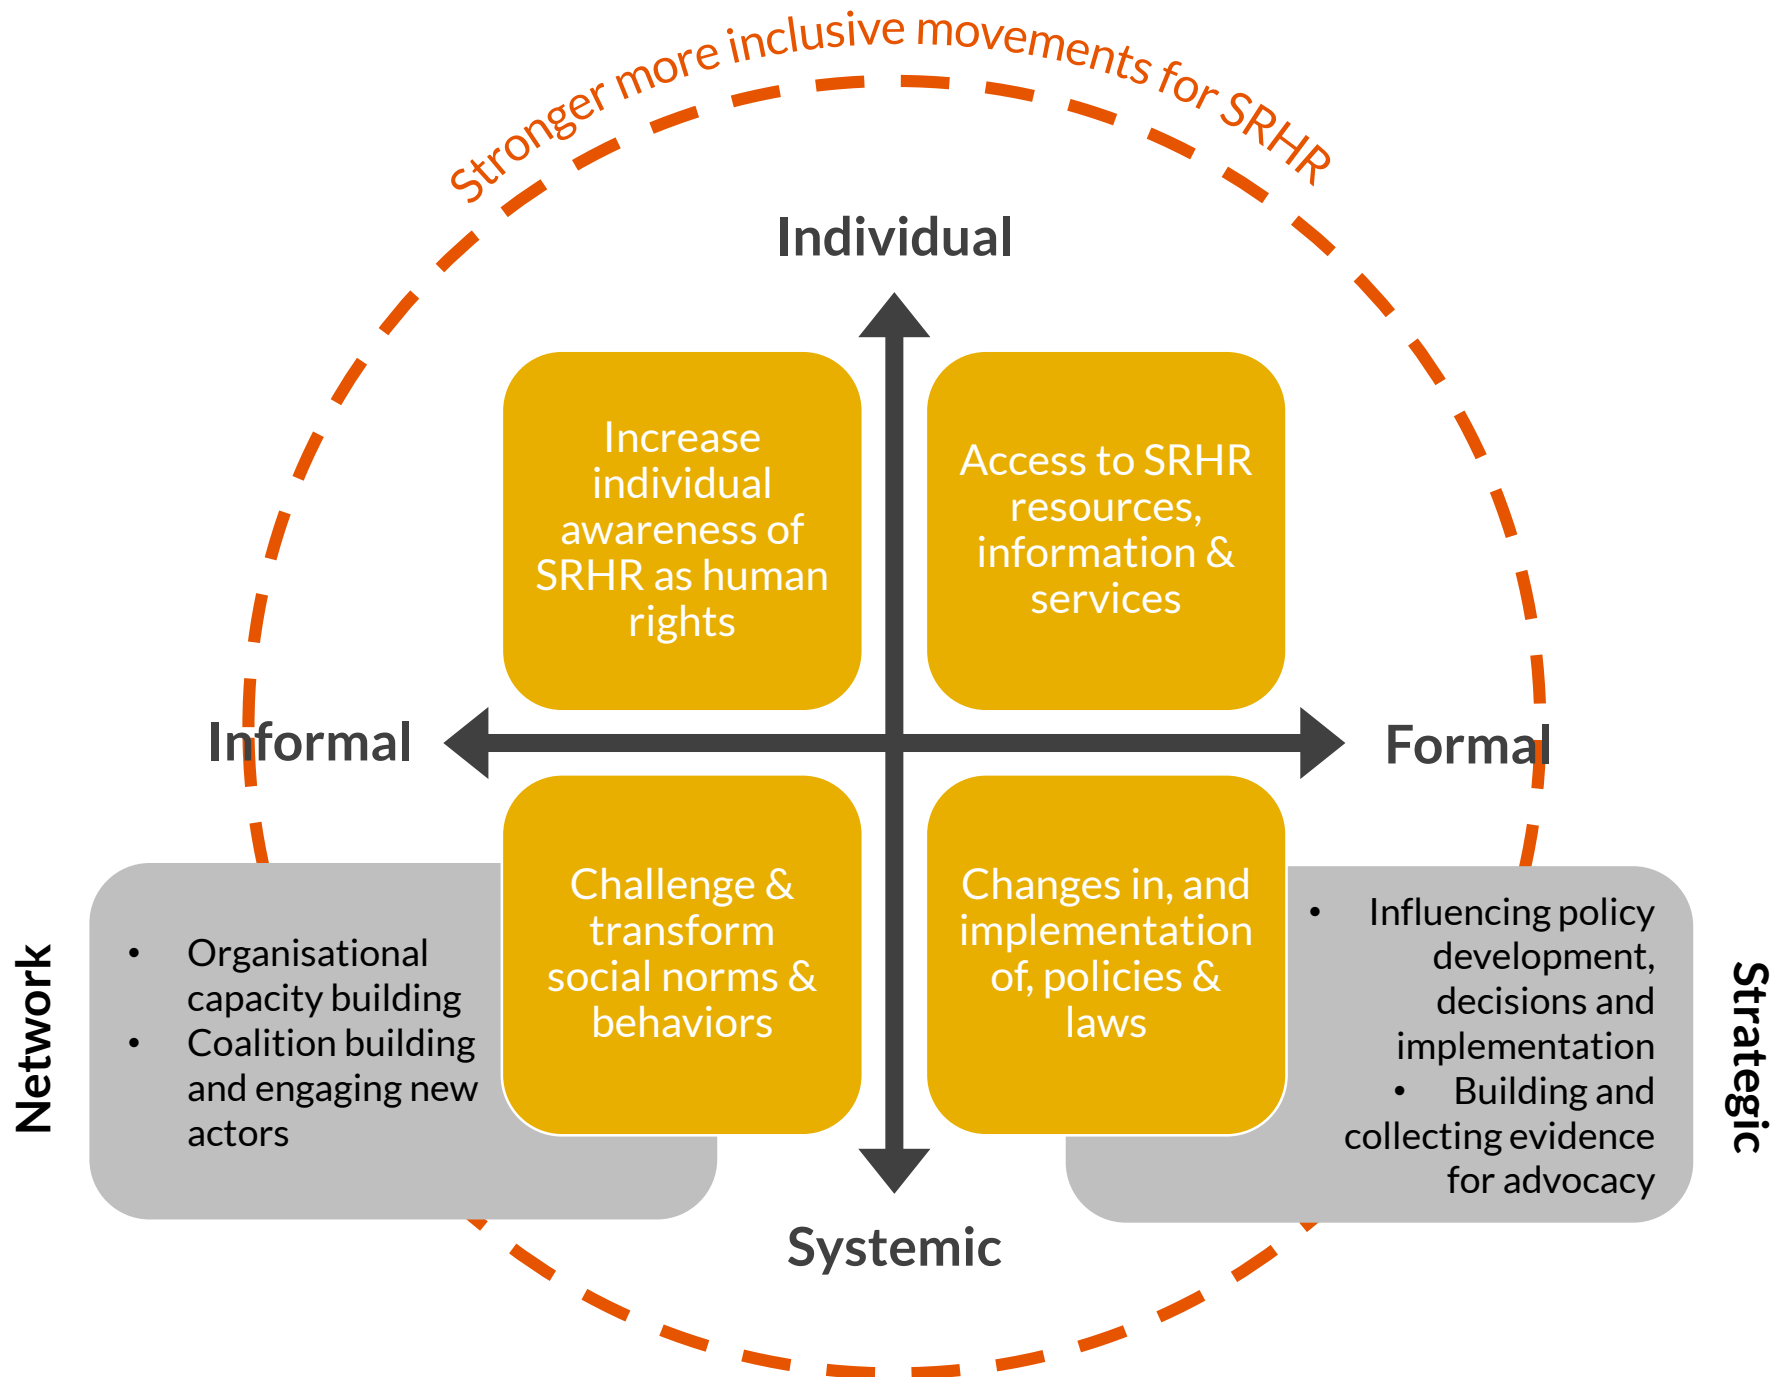 Stronger more inclusive movements for SRHR
Individual
Increase
individual
awareness of
SRHR as human
rights
Access to SRHR
resources,
information &
services
Informal
Formal
Challenge &
transform
social norms &
behaviors
Changes in, and
implementation
of, policies &
laws
Network
• Organisational
capacity building
• Coalition building
and engaging new
actors
• Influencing policy
development,
decisions and
implementation
• Building and
collecting evidence
for advocacy
Strategic
Systemic